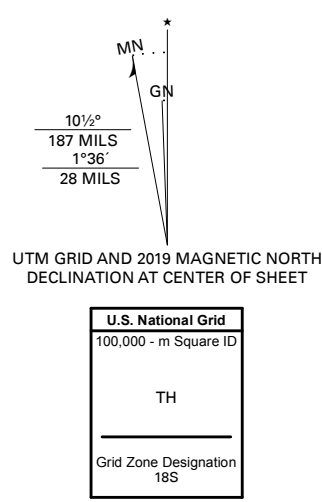 ★
MN
GN
10½°
187 MILS
1°36´
28 MILS
UTM GRID AND 2019 MAGNETIC NORTH
DECLINATION AT CENTER OF SHEET
U.S. National Grid
100,000 - m Square ID
TH
Grid Zone Designation
18S